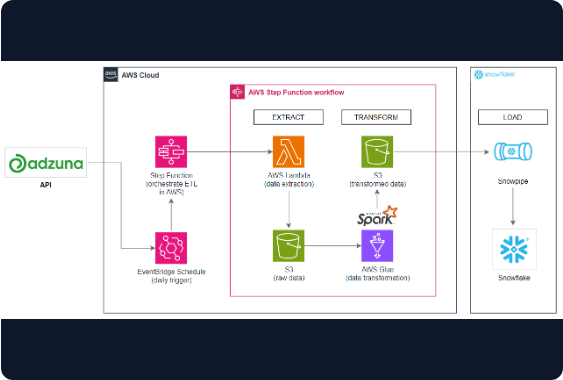 aws
AWS Cloud
snowflake
AWS Step Function workflow
EXTRACT
TRANSFORM
LOAD
adzuna
API
Step Function
(orchestrate ETL
in AWS)
AWS Lambda
(data extraction)
S3
(transformed data)
Snowpipe
APACHE
Spark
EventBridge Schedule
(daily trigger)
S3
(raw data)
AWS Glue
(data transformation)
Snowflake